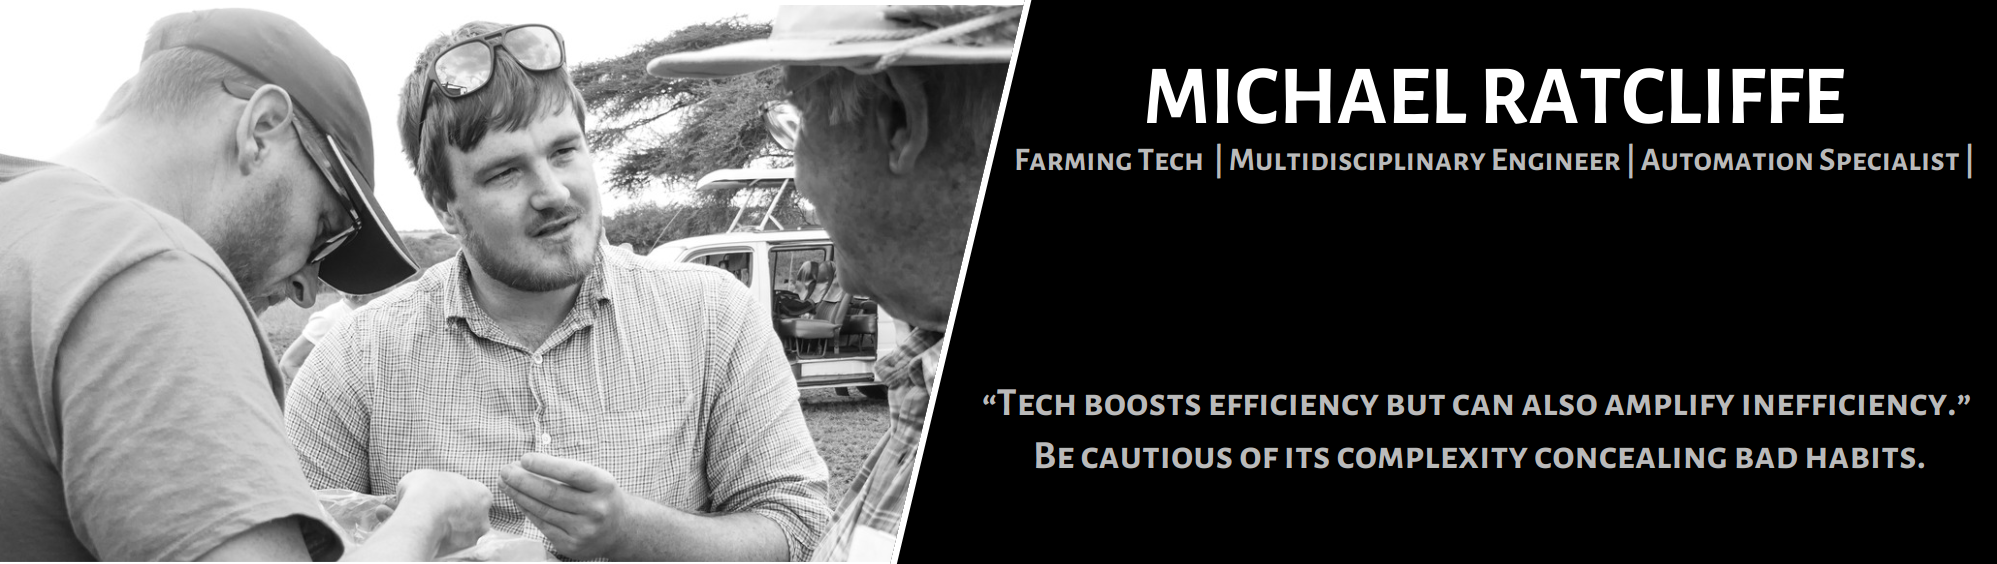 MICHAEL RATCLIFFE
Farming Tech | Multidisciplinary Engineer | Automation Specialist |
“Tech boosts efficiency but can also amplify inefficiency.”
Be cautious of its complexity concealing bad habits.